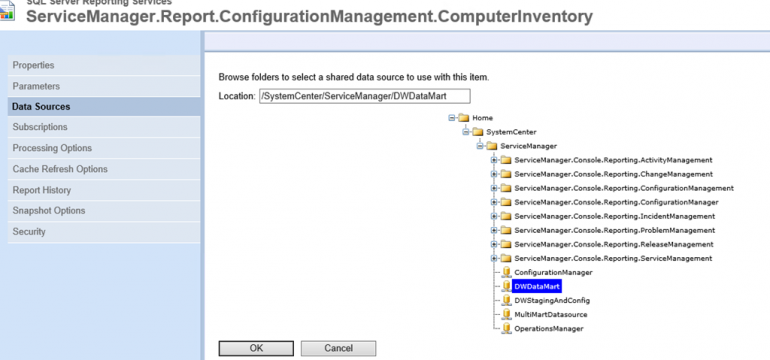 SQL Server Reporting Services
ServiceManager.Report.ConfigurationManagement.ComputerInventory
Properties
Parameters
Data Sources
Subscriptions
Processing Options
Cache Refresh Options
Report History
Snapshot Options
Security
Browse folders to select a shared data source to use with this item.
Location: /SystemCenter/ServiceManager/DWDataMart
Home
SystemCenter
ServiceManager
ServiceManager.Console.Reporting.ActivityManagement
ServiceManager.Console.Reporting.ChangeManagement
ServiceManager.Console.Reporting.ConfigurationManagement
ServiceManager.Console.Reporting.ConfigurationManager
ServiceManager.Console.Reporting.IncidentManagement
ServiceManager.Console.Reporting.ProblemManagement
ServiceManager.Console.Reporting.ReleaseManagement
ServiceManager.Console.Reporting.ServiceManagement
ConfigurationManager
DWDataMart
DWStagingAndConfig
MultiMartDatasource
OperationsManager
OK Cancel